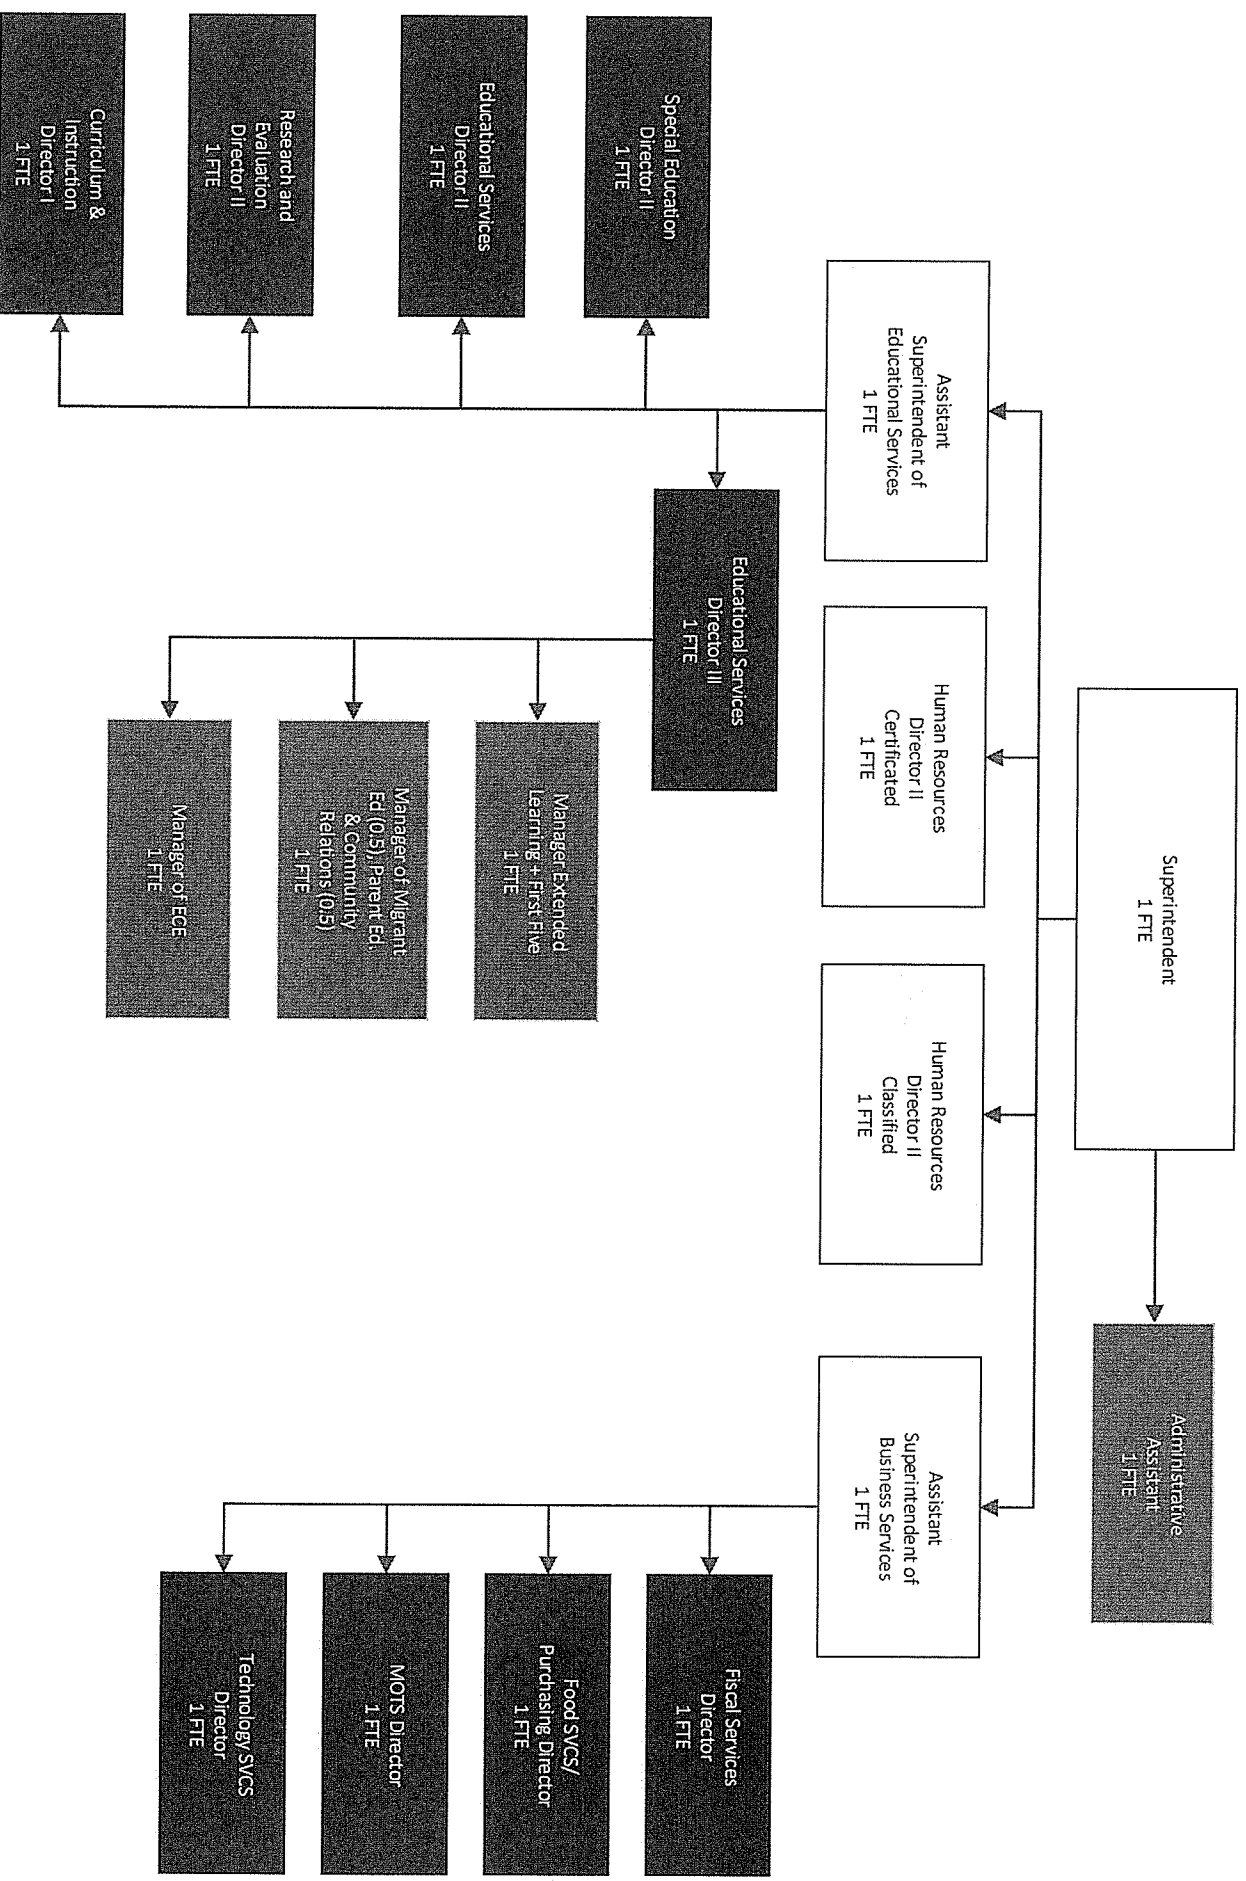 Superintendent
1 FTE
Administrative
Assistant
1 FTE
Assistant
Superintendent of
Educational Services
1 FTE
Human Resources
Director II
Certificated
1 FTE
Human Resources
Director II
Classified
1 FTE
Assistant
Superintendent of
Business Services
1 FTE
Special Education
Director II
1 FTE
Educational Services
Director II
1 FTE
Research and
Evaluation
Director II
1 FTE
Curriculum &
Instruction
Director I
1 FTE
Educational Services
Director III
1 FTE
Manager Extended
Learning + First Five
1 FTE
Manager of Migrant
Ed (0.5), Parent Ed.
& Community
Relations (0.5)
1 FTE
Manager of ECE
1 FTE
Fiscal Services
Director
1 FTE
Food SVCS/
Purchasing Director
1 FTE
MOTS Director
1 FTE
Technology SVCS
Director
1 FTE